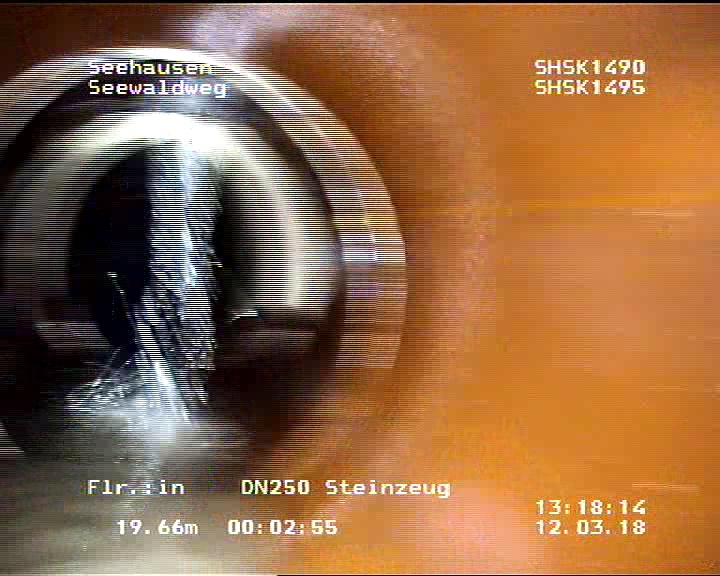 Seehausen
Seewaldweg
SHSK1490
SHSK1495
Flr.:in DN250 Steinzeug
19.66m 00:02:55
13:18:14
12.03.18